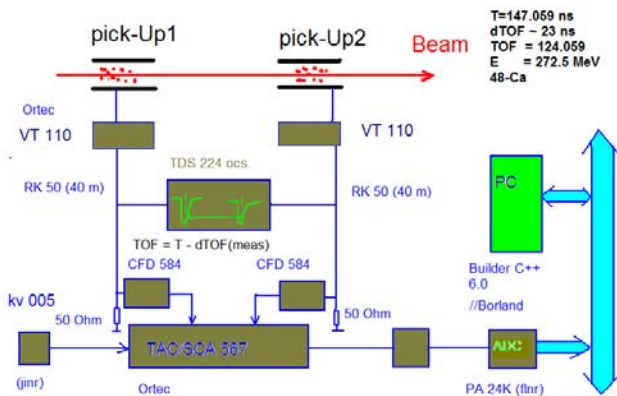 pick-Up1
pick-Up2
Beam
T=147.059 ns
dTOF ~ 23 ns
TOF = 124.059
E = 272.5 MeV
48-Ca
Ortec
VT 110
VT 110
TDS 224 ocs.
RK 50 (40 m)
RK 50 (40 m)
PC
TOF = T - dTOF(meas)
CFD 584
CFD 584
Builder C++
6.0
//Borland
kv 005
50 Ohm
50 Ohm
TAC/SCA 567
ADC
(jinr)
Ortec
PA 24K (flnr)